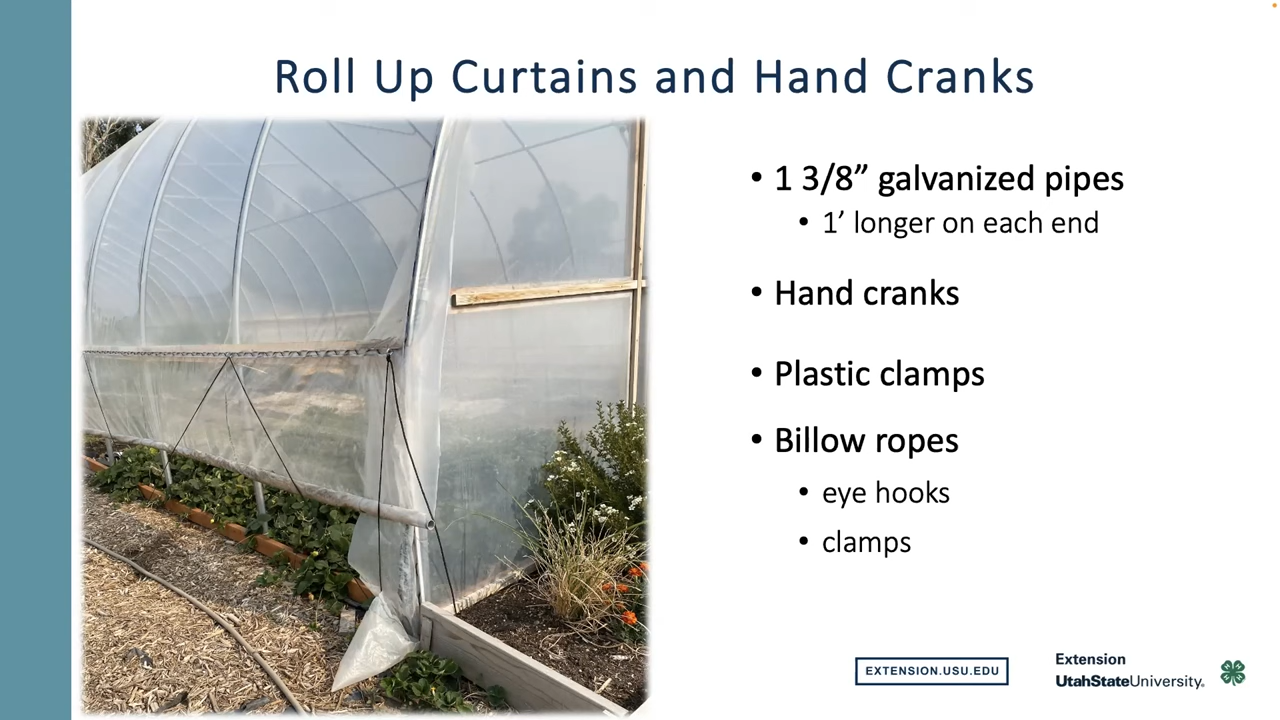 Roll Up Curtains and Hand Cranks
• 1 3/8” galvanized pipes
• 1’ longer on each end
• Hand cranks
• Plastic clamps
• Billow ropes
• eye hooks
• clamps
EXTENSION.USU.EDU
Extension
UtahStateUniversity®